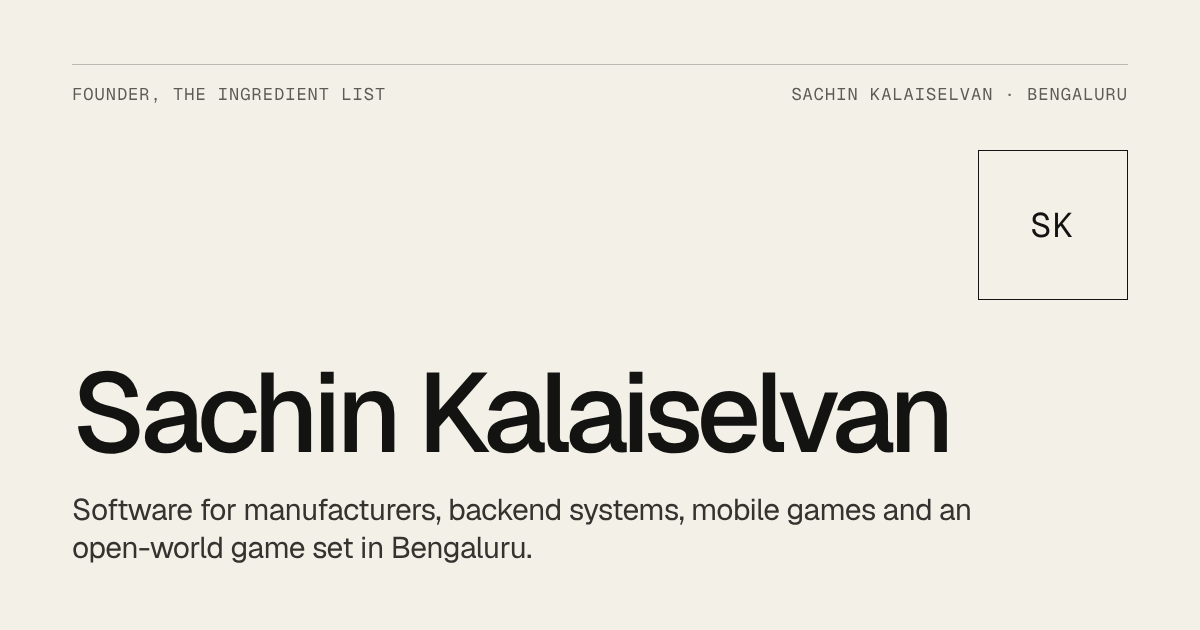 FOUNDER, THE INGREDIENT LIST
SACHIN KALAISELVAN · BENGALURU
SK
Sachin Kalaiselvan
Software for manufacturers, backend systems, mobile games and an
open-world game set in Bengaluru.